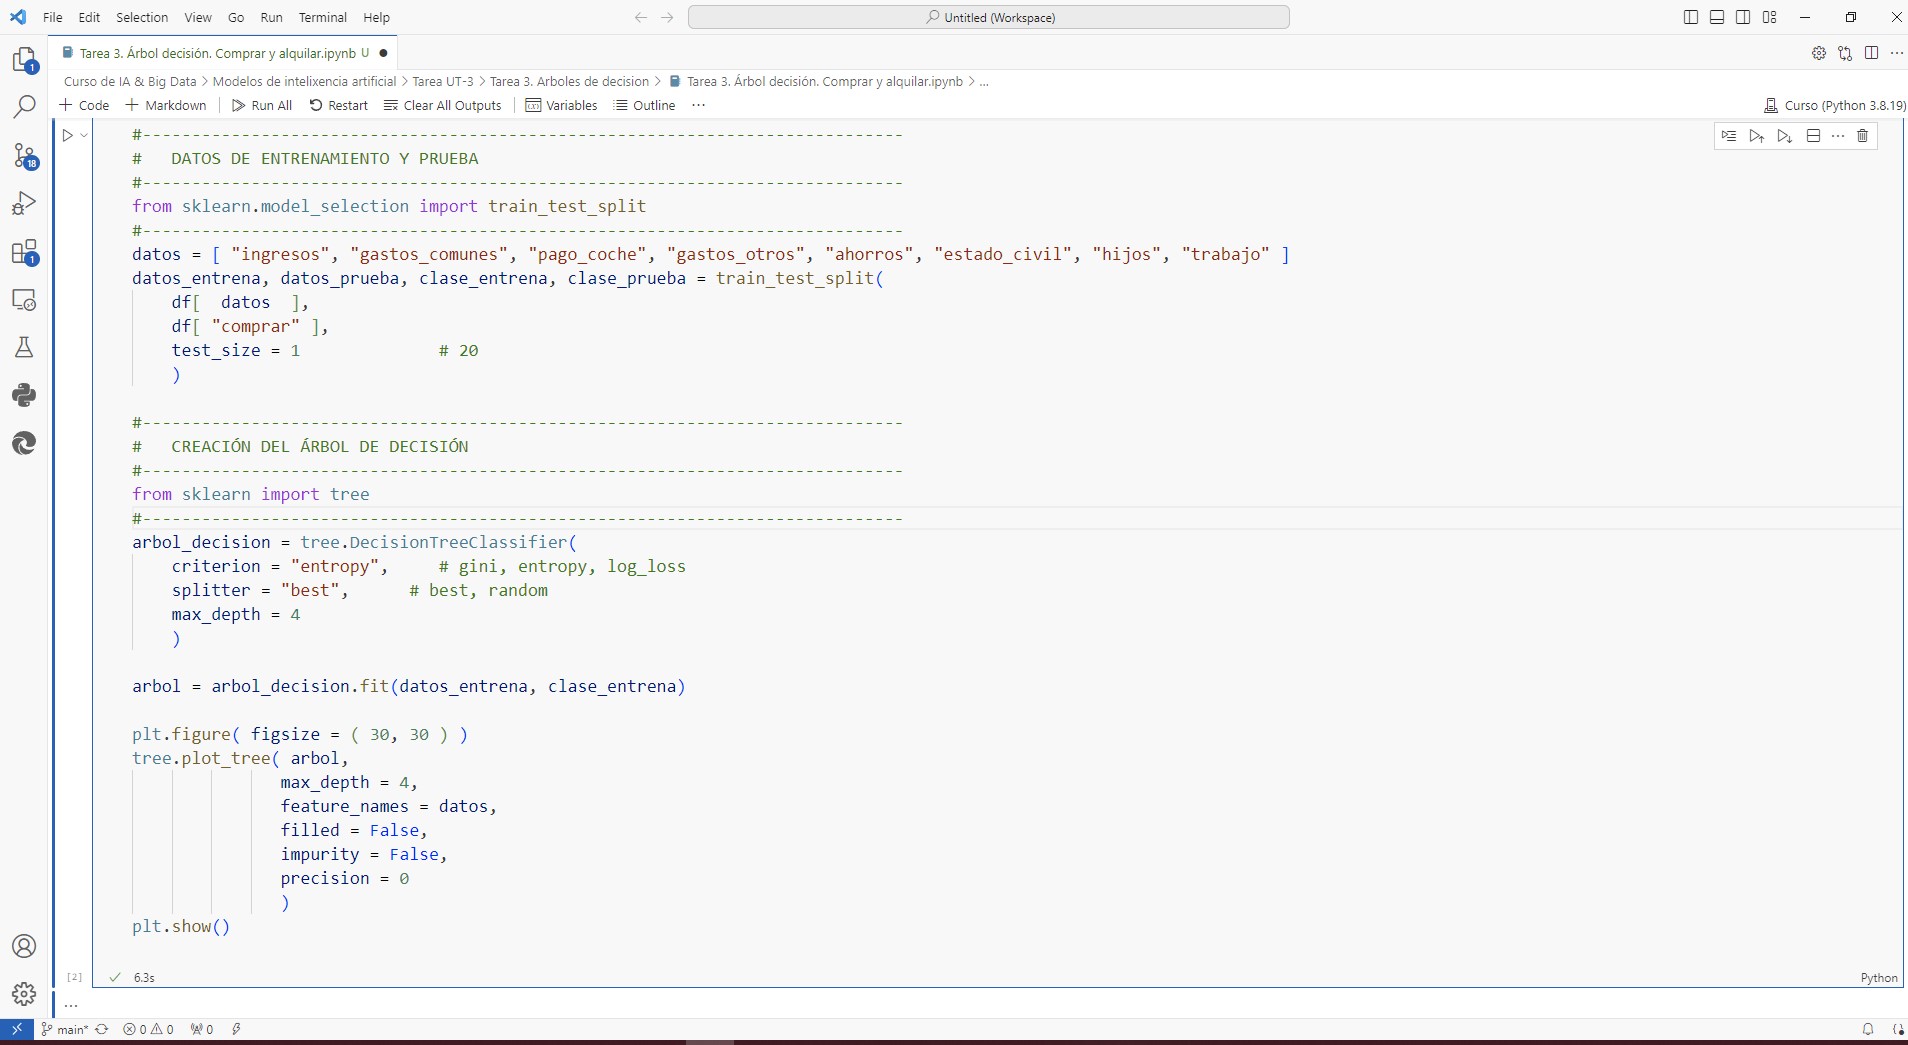 File Edit Selection View Go Run Terminal Help
Untitled (Workspace)
Tarea 3. Árbol decisión. Comprar y alquilar.ipynb U
Curso de IA & Big Data > Modelos de intelixencia artificial > Tarea UT-3 > Tarea 3. Arboles de decision > Tarea 3. Árbol decisión. Comprar y alquilar.ipynb > ...
+ Code + Markdown Run All Restart Clear All Outputs Variables Outline ...
Curso (Python 3.8.19)
#-----------------------------------------------------------------------------
#   DATOS DE ENTRENAMIENTO Y PRUEBA
#-----------------------------------------------------------------------------
from sklearn.model_selection import train_test_split
#-----------------------------------------------------------------------------
datos = [ "ingresos", "gastos_comunes", "pago_coche", "gastos_otros", "ahorros", "estado_civil", "hijos", "trabajo" ]
datos_entrena, datos_prueba, clase_entrena, clase_prueba = train_test_split(
    df[  datos  ],
    df[ "comprar" ],
    test_size = 1              # 20
    )
#-----------------------------------------------------------------------------
#   CREACIÓN DEL ÁRBOL DE DECISIÓN
#-----------------------------------------------------------------------------
from sklearn import tree
#-----------------------------------------------------------------------------
arbol_decision = tree.DecisionTreeClassifier(
    criterion = "entropy",     # gini, entropy, log_loss
    splitter = "best",      # best, random
    max_depth = 4
    )
arbol = arbol_decision.fit(datos_entrena, clase_entrena)
plt.figure( figsize = ( 30, 30 ) )
tree.plot_tree( arbol,
               max_depth = 4,
               feature_names = datos,
               filled = False,
               impurity = False,
               precision = 0
               )
plt.show()
[2] 6.3s
Python
...
main* 0 0 0
1
18
1